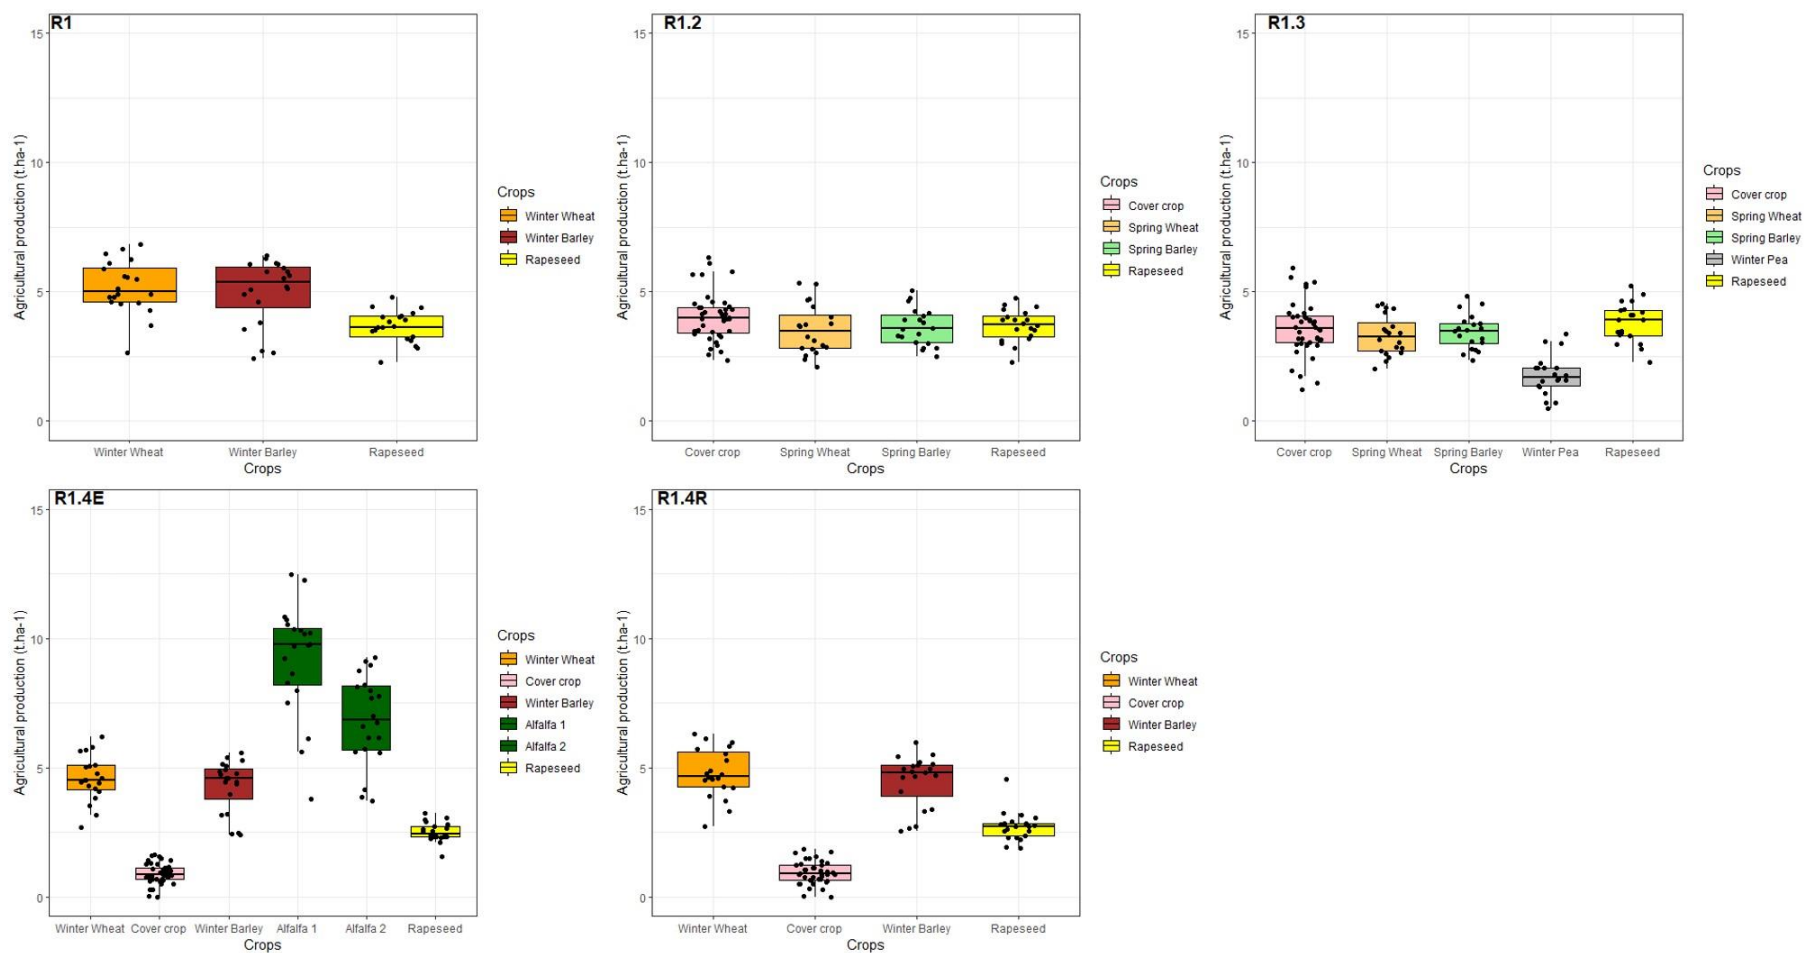 R1
Agricultural production (t.ha-1)
15
10
5
0
Winter Wheat Winter Barley Rapeseed
Crops
Crops
Winter Wheat
Winter Barley
Rapeseed
R1.2
Agricultural production (t.ha-1)
15
10
5
0
Cover crop Spring Wheat Spring Barley Rapeseed
Crops
Crops
Cover crop
Spring Wheat
Spring Barley
Rapeseed
R1.3
Agricultural production (t.ha-1)
15
10
5
0
Cover crop Spring Wheat Spring Barley Winter Pea Rapeseed
Crops
Crops
Cover crop
Spring Wheat
Spring Barley
Winter Pea
Rapeseed
R1.4E
Agricultural production (t.ha-1)
15
10
5
0
Winter Wheat Cover crop Winter Barley Alfalfa 1 Alfalfa 2 Rapeseed
Crops
Crops
Winter Wheat
Cover crop
Winter Barley
Alfalfa 1
Alfalfa 2
Rapeseed
R1.4R
Agricultural production (t.ha-1)
15
10
5
0
Winter Wheat Cover crop Winter Barley Rapeseed
Crops
Crops
Winter Wheat
Cover crop
Winter Barley
Rapeseed